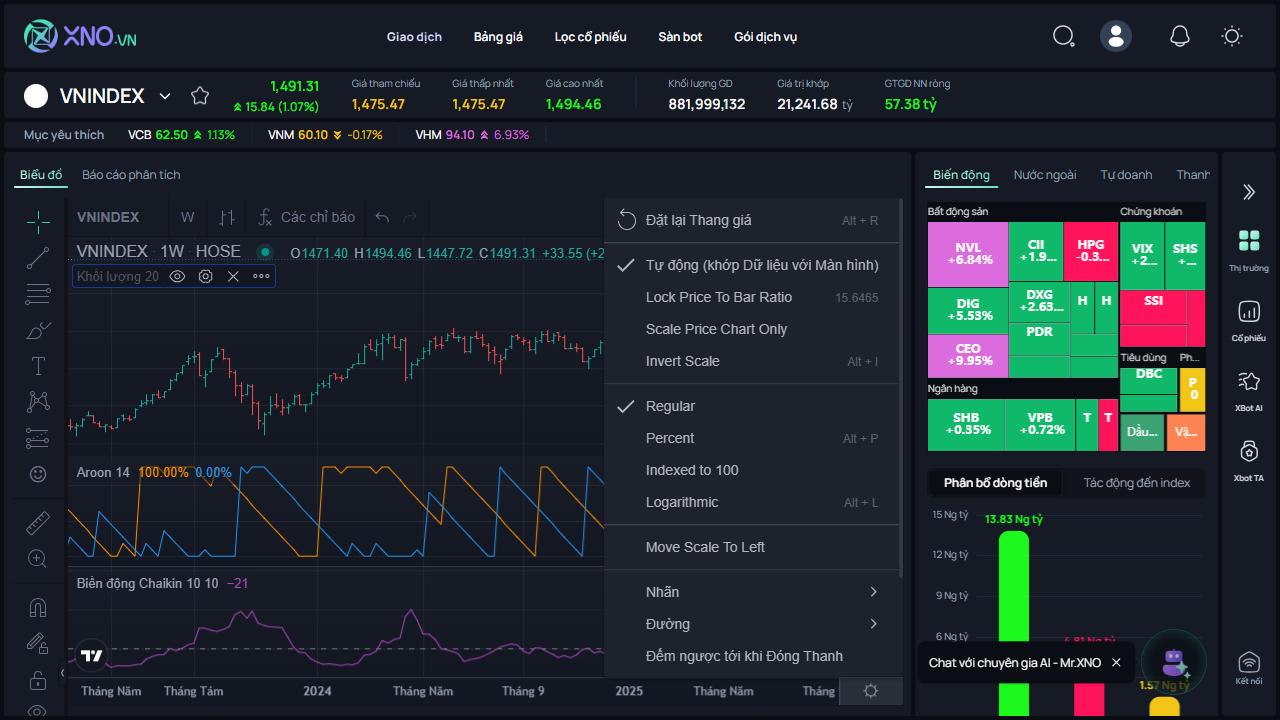 XNO.VN
Giao dịch
Bảng giá
Lọc cổ phiếu
Sàn bot
Gói dịch vụ
VNINDEX
1,491.31
15.84 (1.07%)
Giá tham chiếu
1,475.47
Giá thấp nhất
1,475.47
Giá cao nhất
1,494.46
Khối lượng GD
881,999,132
Giá trị khớp
21,241.68 tỷ
GTGD NN ròng
57.38 tỷ
Mục yêu thích
VCB 62.50 1.13%
VNM 60.10 -0.17%
VHM 94.10 6.93%
Biểu đồ
Báo cáo phân tích
VNINDEX
W
Các chỉ báo
VNINDEX · 1W · HOSE
O1471.40 H1494.46 L1447.72 C1491.31 +33.55 (+2
Khối lượng 20
Aroon 14 100.00% 0.00%
Biến động Chaikin 10 10 −21
Tháng Năm
Tháng Tám
2024
Tháng Năm
Tháng 9
2025
Tháng Năm
Tháng
Đặt lại Thang giá Alt + R
Tự động (khớp Dữ liệu với Màn hình)
Lock Price To Bar Ratio 15.6465
Scale Price Chart Only
Invert Scale Alt + I
Regular
Percent Alt + P
Indexed to 100
Logarithmic Alt + L
Move Scale To Left
Nhãn
Đường
Đếm ngược tới khi Đóng Thanh
Biến động
Nước ngoài
Tự doanh
Thanh
Bất động sản
NVL
+6.84%
CII
+1.9...
HPG
-0.3...
DIG
+5.53%
DXG
+2.63...
H
H
PDR
CEO
+9.95%
Chứng khoán
VIX
+2...
SHS
+...
SSI
Tiêu dùng
Ph...
DBC
P
0
Dầu...
Vậ...
Ngân hàng
SHB
+0.35%
VPB
+0.72%
T
T
Phân bổ dòng tiền
Tác động đến index
15 Ng tỷ
12 Ng tỷ
9 Ng tỷ
6 Ng tỷ
13.83 Ng tỷ
4.81 Ng tỷ
1.57 Ng tỷ
Chat với chuyên gia AI - Mr.XNO
Thị trường
Cổ phiếu
XBot AI
Xbot TA
Kết nối